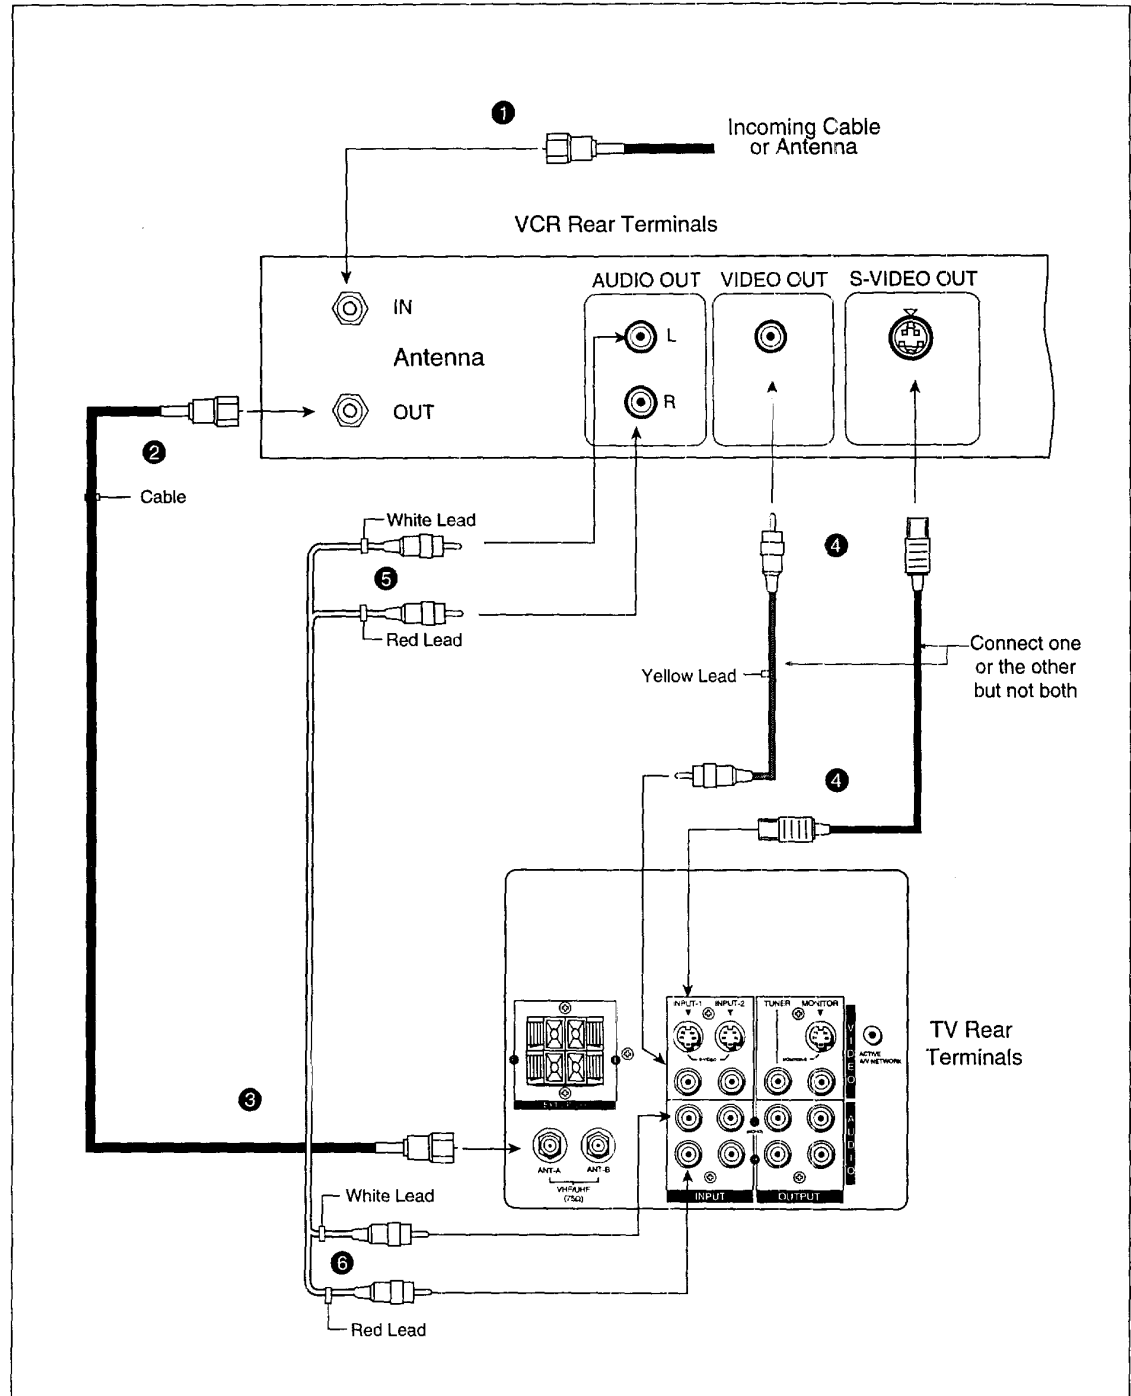 1
Incoming Cable
or Antenna
VCR Rear Terminals
AUDIO OUT
VIDEO OUT
S-VIDEO OUT
IN
L
Antenna
R
OUT
2
Cable
White Lead
4
5
Red Lead
Connect one
or the other
but not both
Yellow Lead
4
INPUT-1
INPUT-2
TUNER
MONITOR
VIDEO
TV Rear
Terminals
ACTIVE
A/V NETWORK
S-VIDEO
3
AUDIO
ANT-A
ANT-B
VHF/UHF
(75Ω)
INPUT
OUTPUT
White Lead
6
Red Lead